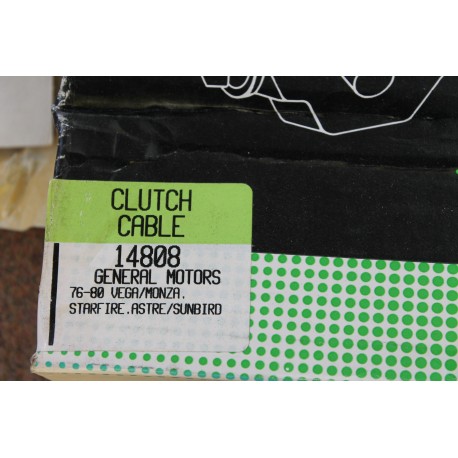 CLUTCH
CABLE
14808
GENERAL MOTORS
76-80 VEGA/MONZA.
STARFIRE.ASTRE/SUNBIRD